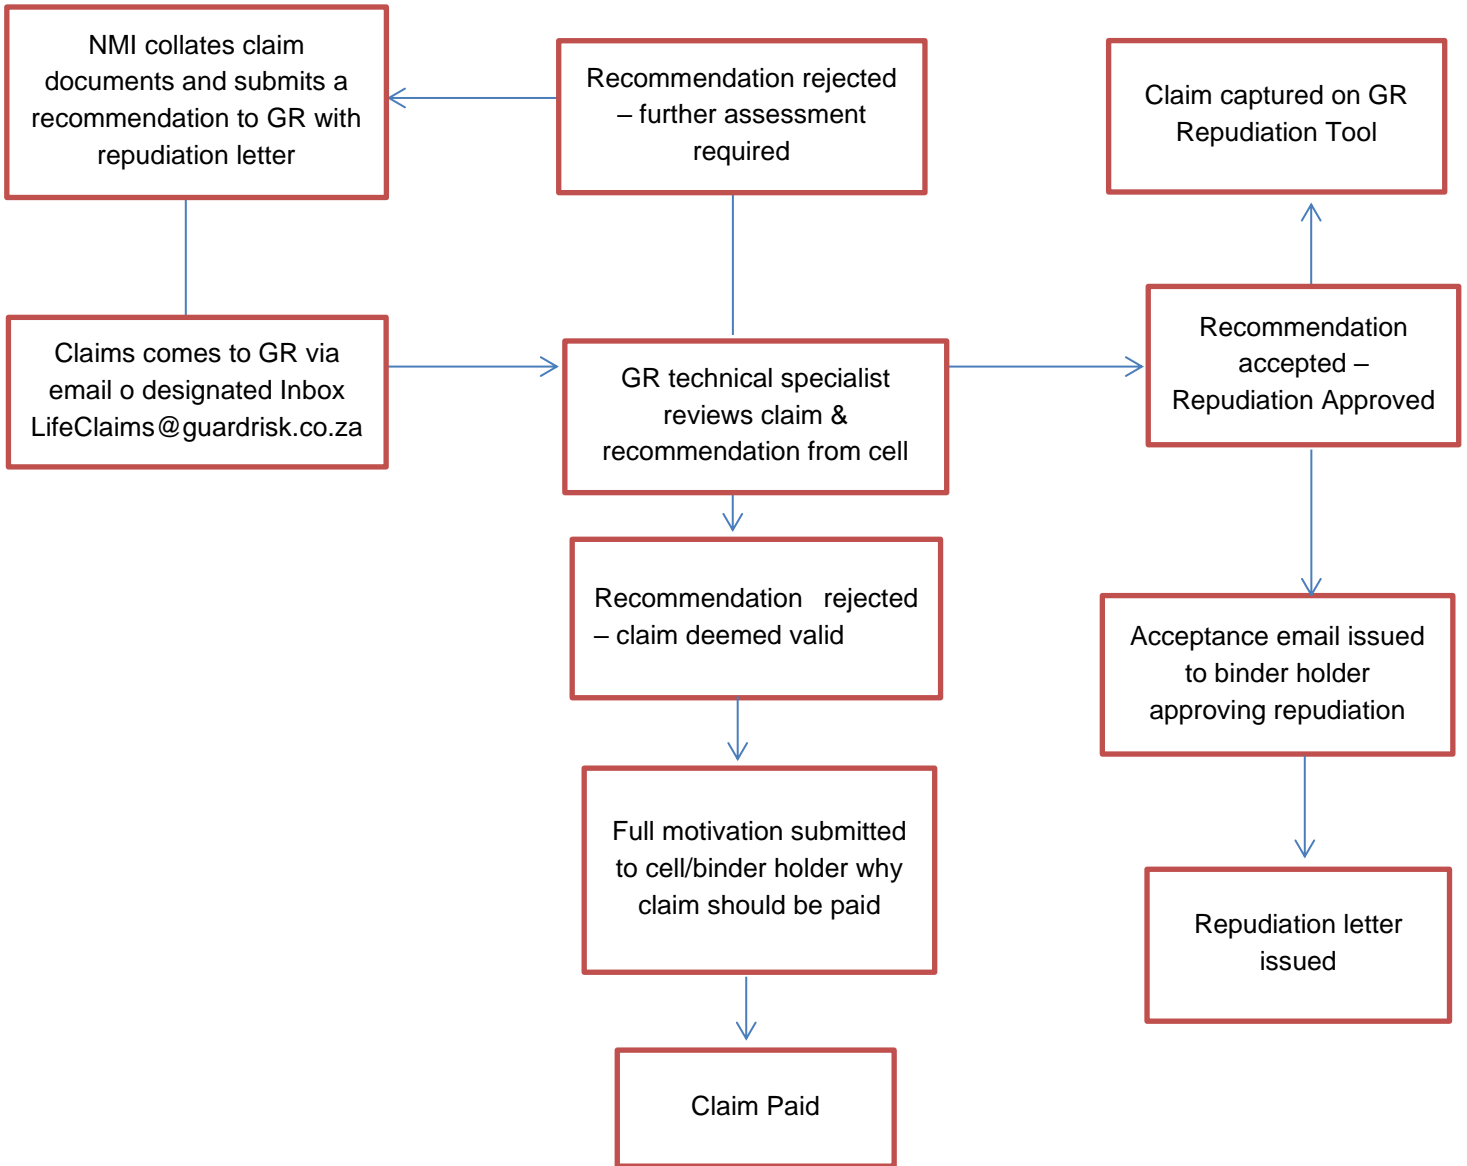 NMI collates claim
documents and submits a
recommendation to GR with
repudiation letter
Recommendation rejected
– further assessment
required
Claim captured on GR
Repudiation Tool
Claims comes to GR via
email o designated Inbox
LifeClaims@guardrisk.co.za
GR technical specialist
reviews claim &
recommendation from cell
Recommendation
accepted –
Repudiation Approved
Recommendation rejected
– claim deemed valid
Acceptance email issued
to binder holder
approving repudiation
Full motivation submitted
to cell/binder holder why
claim should be paid
Repudiation letter
issued
Claim Paid